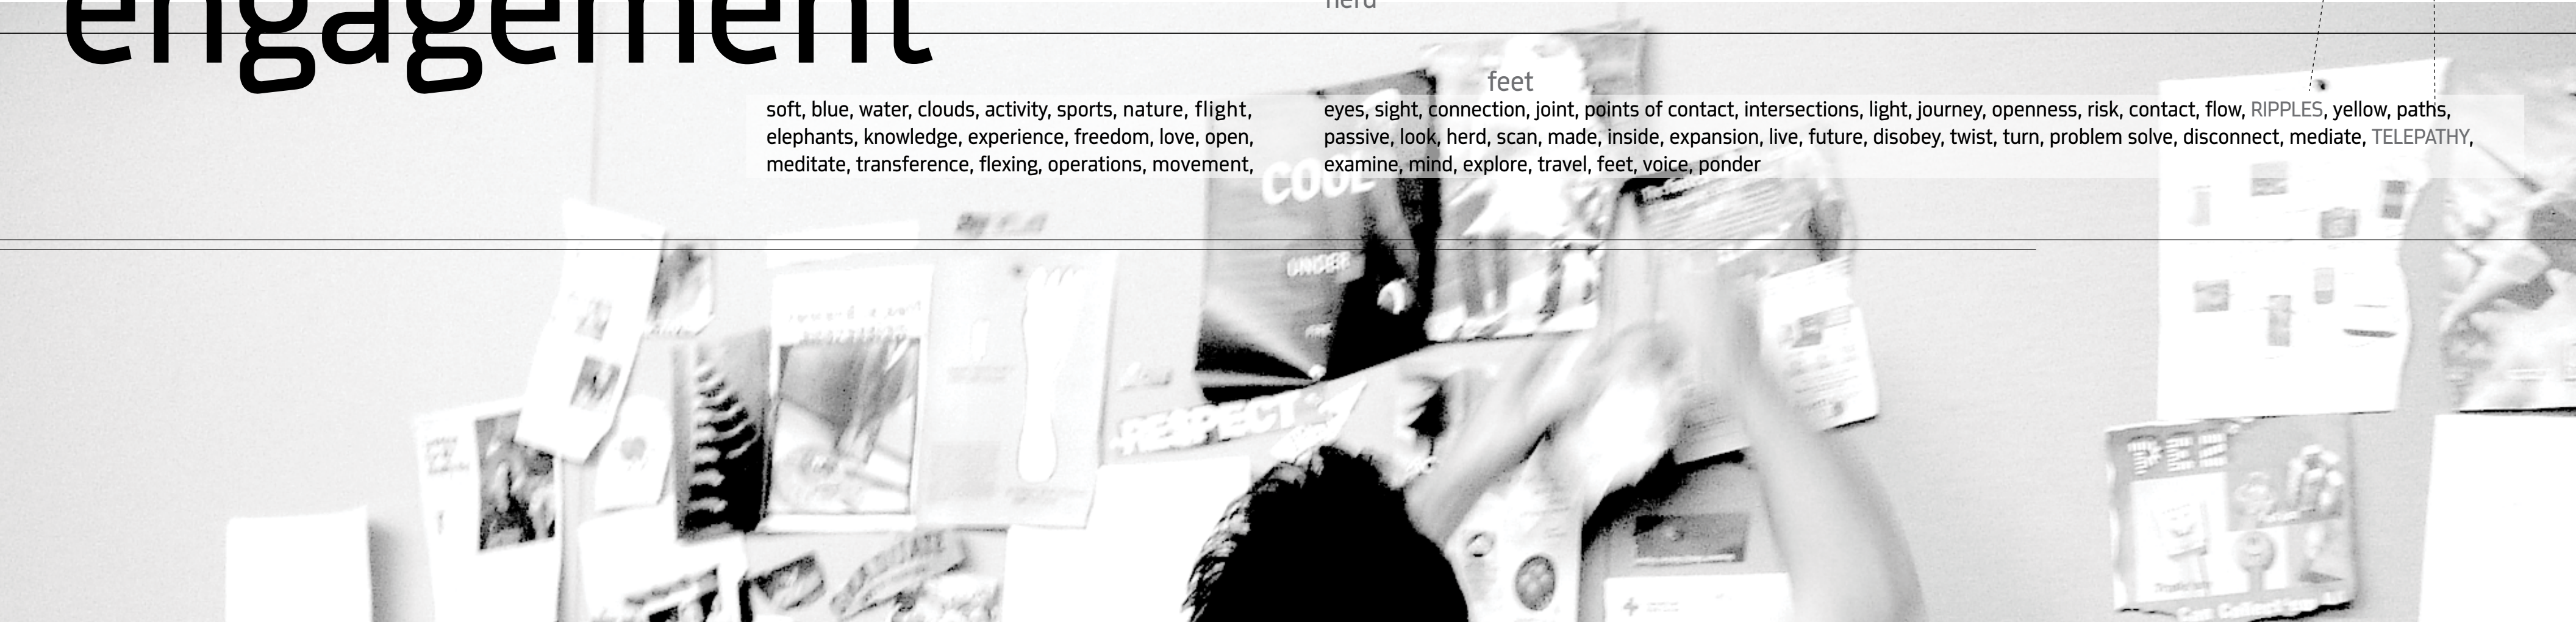 engagement
herd
feet
soft, blue, water, clouds, activity, sports, nature, flight,
elephants, knowledge, experience, freedom, love, open,
meditate, transference, flexing, operations, movement,
eyes, sight, connection, joint, points of contact, intersections, light, journey, openness, risk, contact, flow, RIPPLES, yellow, paths,
passive, look, herd, scan, made, inside, expansion, live, future, disobey, twist, turn, problem solve, disconnect, mediate, TELEPATHY,
examine, mind, explore, travel, feet, voice, ponder
COOL
UNDER
RESPECT